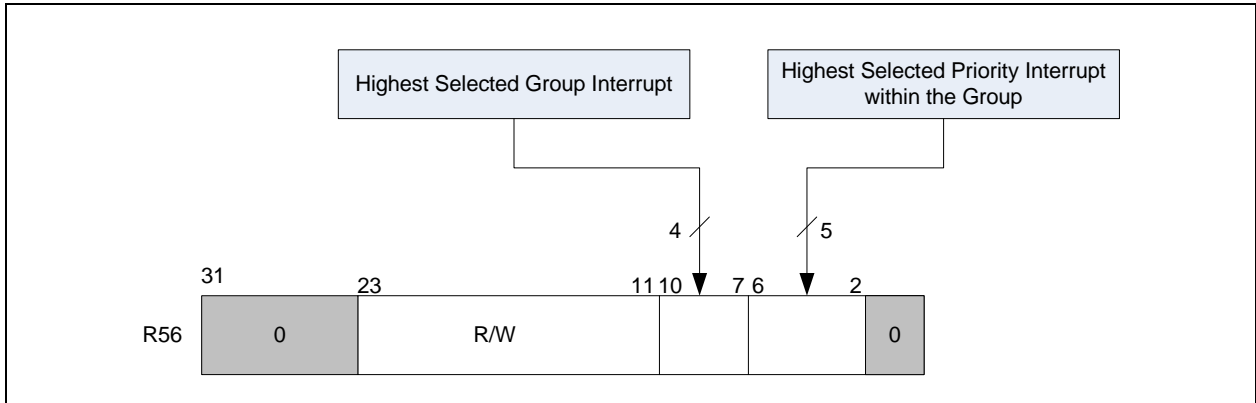 Highest Selected Group Interrupt
Highest Selected Priority Interrupt
within the Group
4
5
31
23
11 10
7 6
2
R56
0
R/W
0